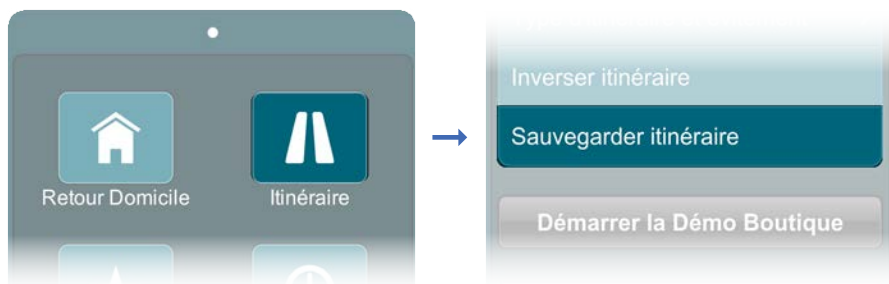 Retour Domicile
Itinéraire
Inverser itinéraire
Sauvegarder itinéraire
Démarrer la Démo Boutique